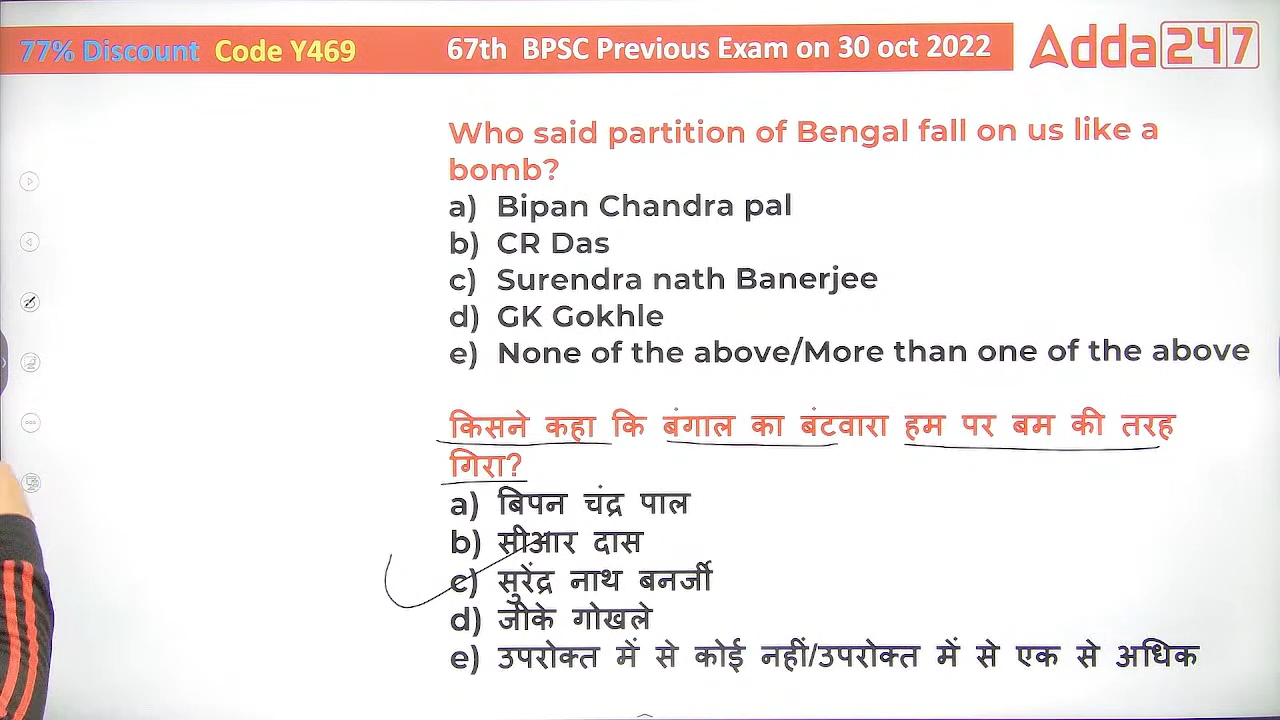 77% Discount Code Y469 67th BPSC Previous Exam on 30 oct 2022 Adda247
Who said partition of Bengal fall on us like a
bomb?
a) Bipan Chandra pal
b) CR Das
c) Surendra nath Banerjee
d) GK Gokhle
e) None of the above/More than one of the above
किसने कहा कि बंगाल का बंटवारा हम पर बम की तरह
गिरा?
a) बिपन चंद्र पाल
b) सीआर दास
c) सुरेंद्र नाथ बनर्जी
d) जीके गोखले
e) उपरोक्त में से कोई नहीं/उपरोक्त में से एक से अधिक